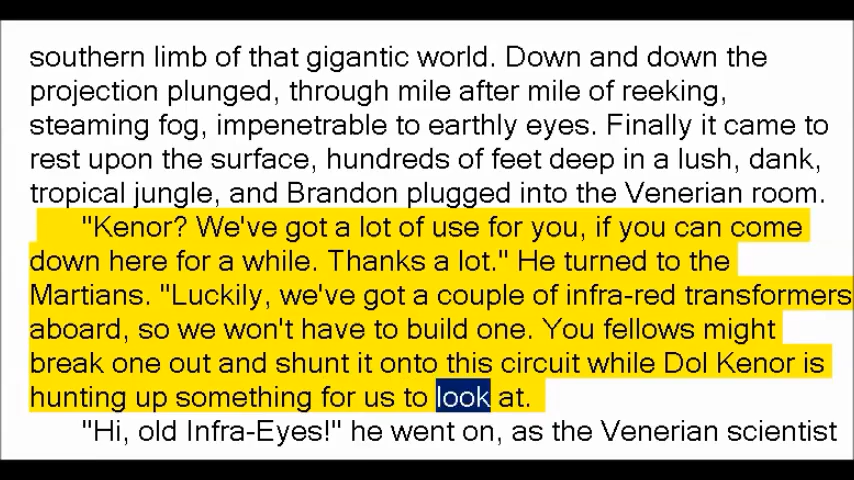 southern limb of that gigantic world. Down and down the
projection plunged, through mile after mile of reeking,
steaming fog, impenetrable to earthly eyes. Finally it came to
rest upon the surface, hundreds of feet deep in a lush, dank,
tropical jungle, and Brandon plugged into the Venerian room.
"Kenor? We've got a lot of use for you, if you can come
down here for a while. Thanks a lot." He turned to the
Martians. "Luckily, we've got a couple of infra-red transformers
aboard, so we won't have to build one. You fellows might
break one out and shunt it onto this circuit while Dol Kenor is
hunting up something for us to look at.
"Hi, old Infra-Eyes!" he went on, as the Venerian scientist